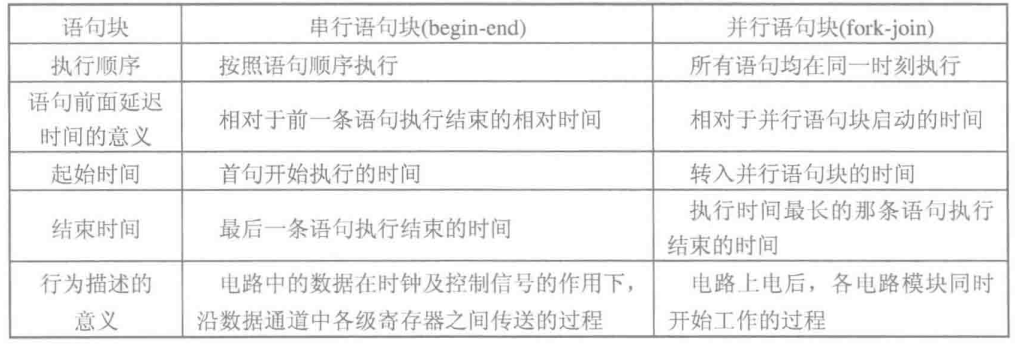 语句块 串行语句块(begin-end) 并行语句块(fork-join)
执行顺序 按照语句顺序执行 所有语句均在同一时刻执行
语句前面延迟
时间的意义 相对于前一条语句执行结束的相对时间 相对于并行语句块启动的时间
起始时间 首句开始执行的时间 转入并行语句块的时间
结束时间 最后一条语句执行结束的时间 执行时间最长的那条语句执行
结束的时间
行为描述的 电路中的数据在时钟及控制信号的作用下， 电路上电后，各电路模块同时
意义 沿数据通道中各级寄存器之间传送的过程 开始工作的过程